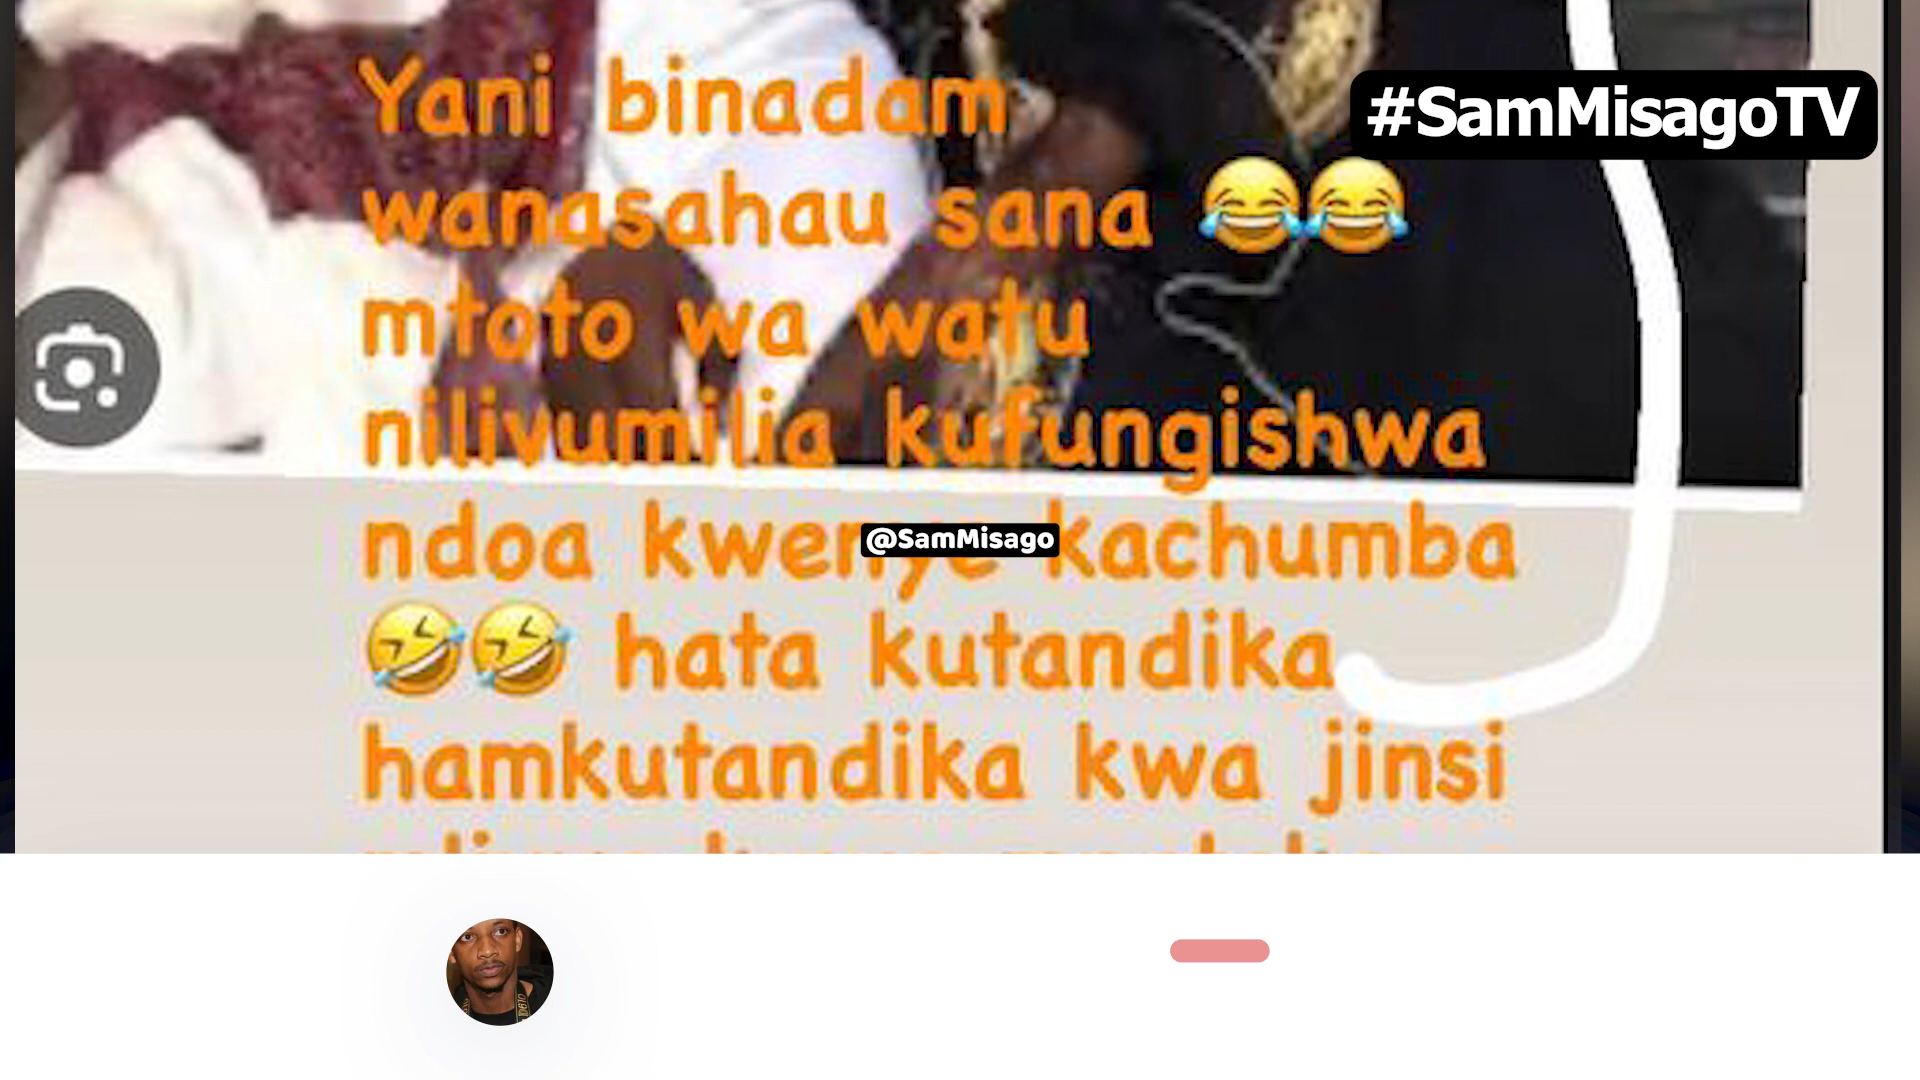 #SamMisagoTV
Yani binadam
wanasahau sana 😂😂
mtoto wa watu
nilivumilia kufungishwa
ndoa kwenye kachumba
@SamMisago
🤣🤣 hata kutandika
hamkutandika kwa jinsi